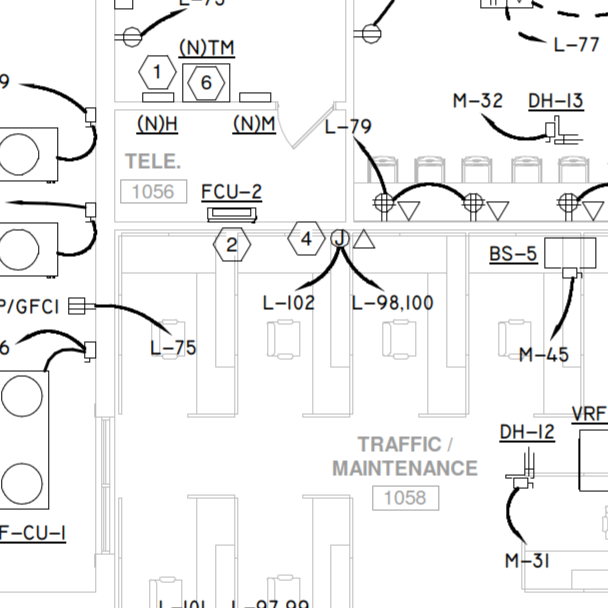 L-73
L-77
(N)TM
1
6
9
M-32
DH-13
(N)H
(N)M
L-79
TELE.
1056
FCU-2
2
4
J
BS-5
P/GFCI
L-102
L-98,100
6
L-75
M-45
VRF
DH-12
TRAFFIC /
MAINTENANCE
1058
F-CU-1
M-31
L-101
L-97,99